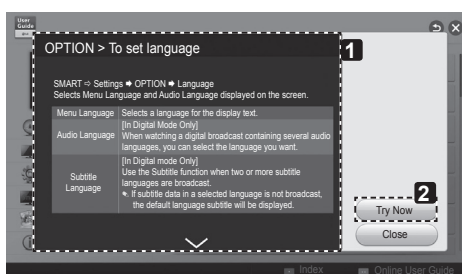 User
Guide
OPTION > To set language
1
SMART ⇨ Settings ➡ OPTION ➡ Language
Selects Menu Language and Audio Language displayed on the screen.
Menu Language Selects a language for the display text.
Audio Language [In Digital Mode Only]
When watching a digital broadcast containing several audio
languages, you can select the language you want.
Subtitle
Language
[In Digital mode Only]
Use the Subtitle function when two or more subtitle
languages are broadcast.
If subtitle data in a selected language is not broadcast,
the default language subtitle will be displayed.
2
Try Now
Close
Index
Online User Guide